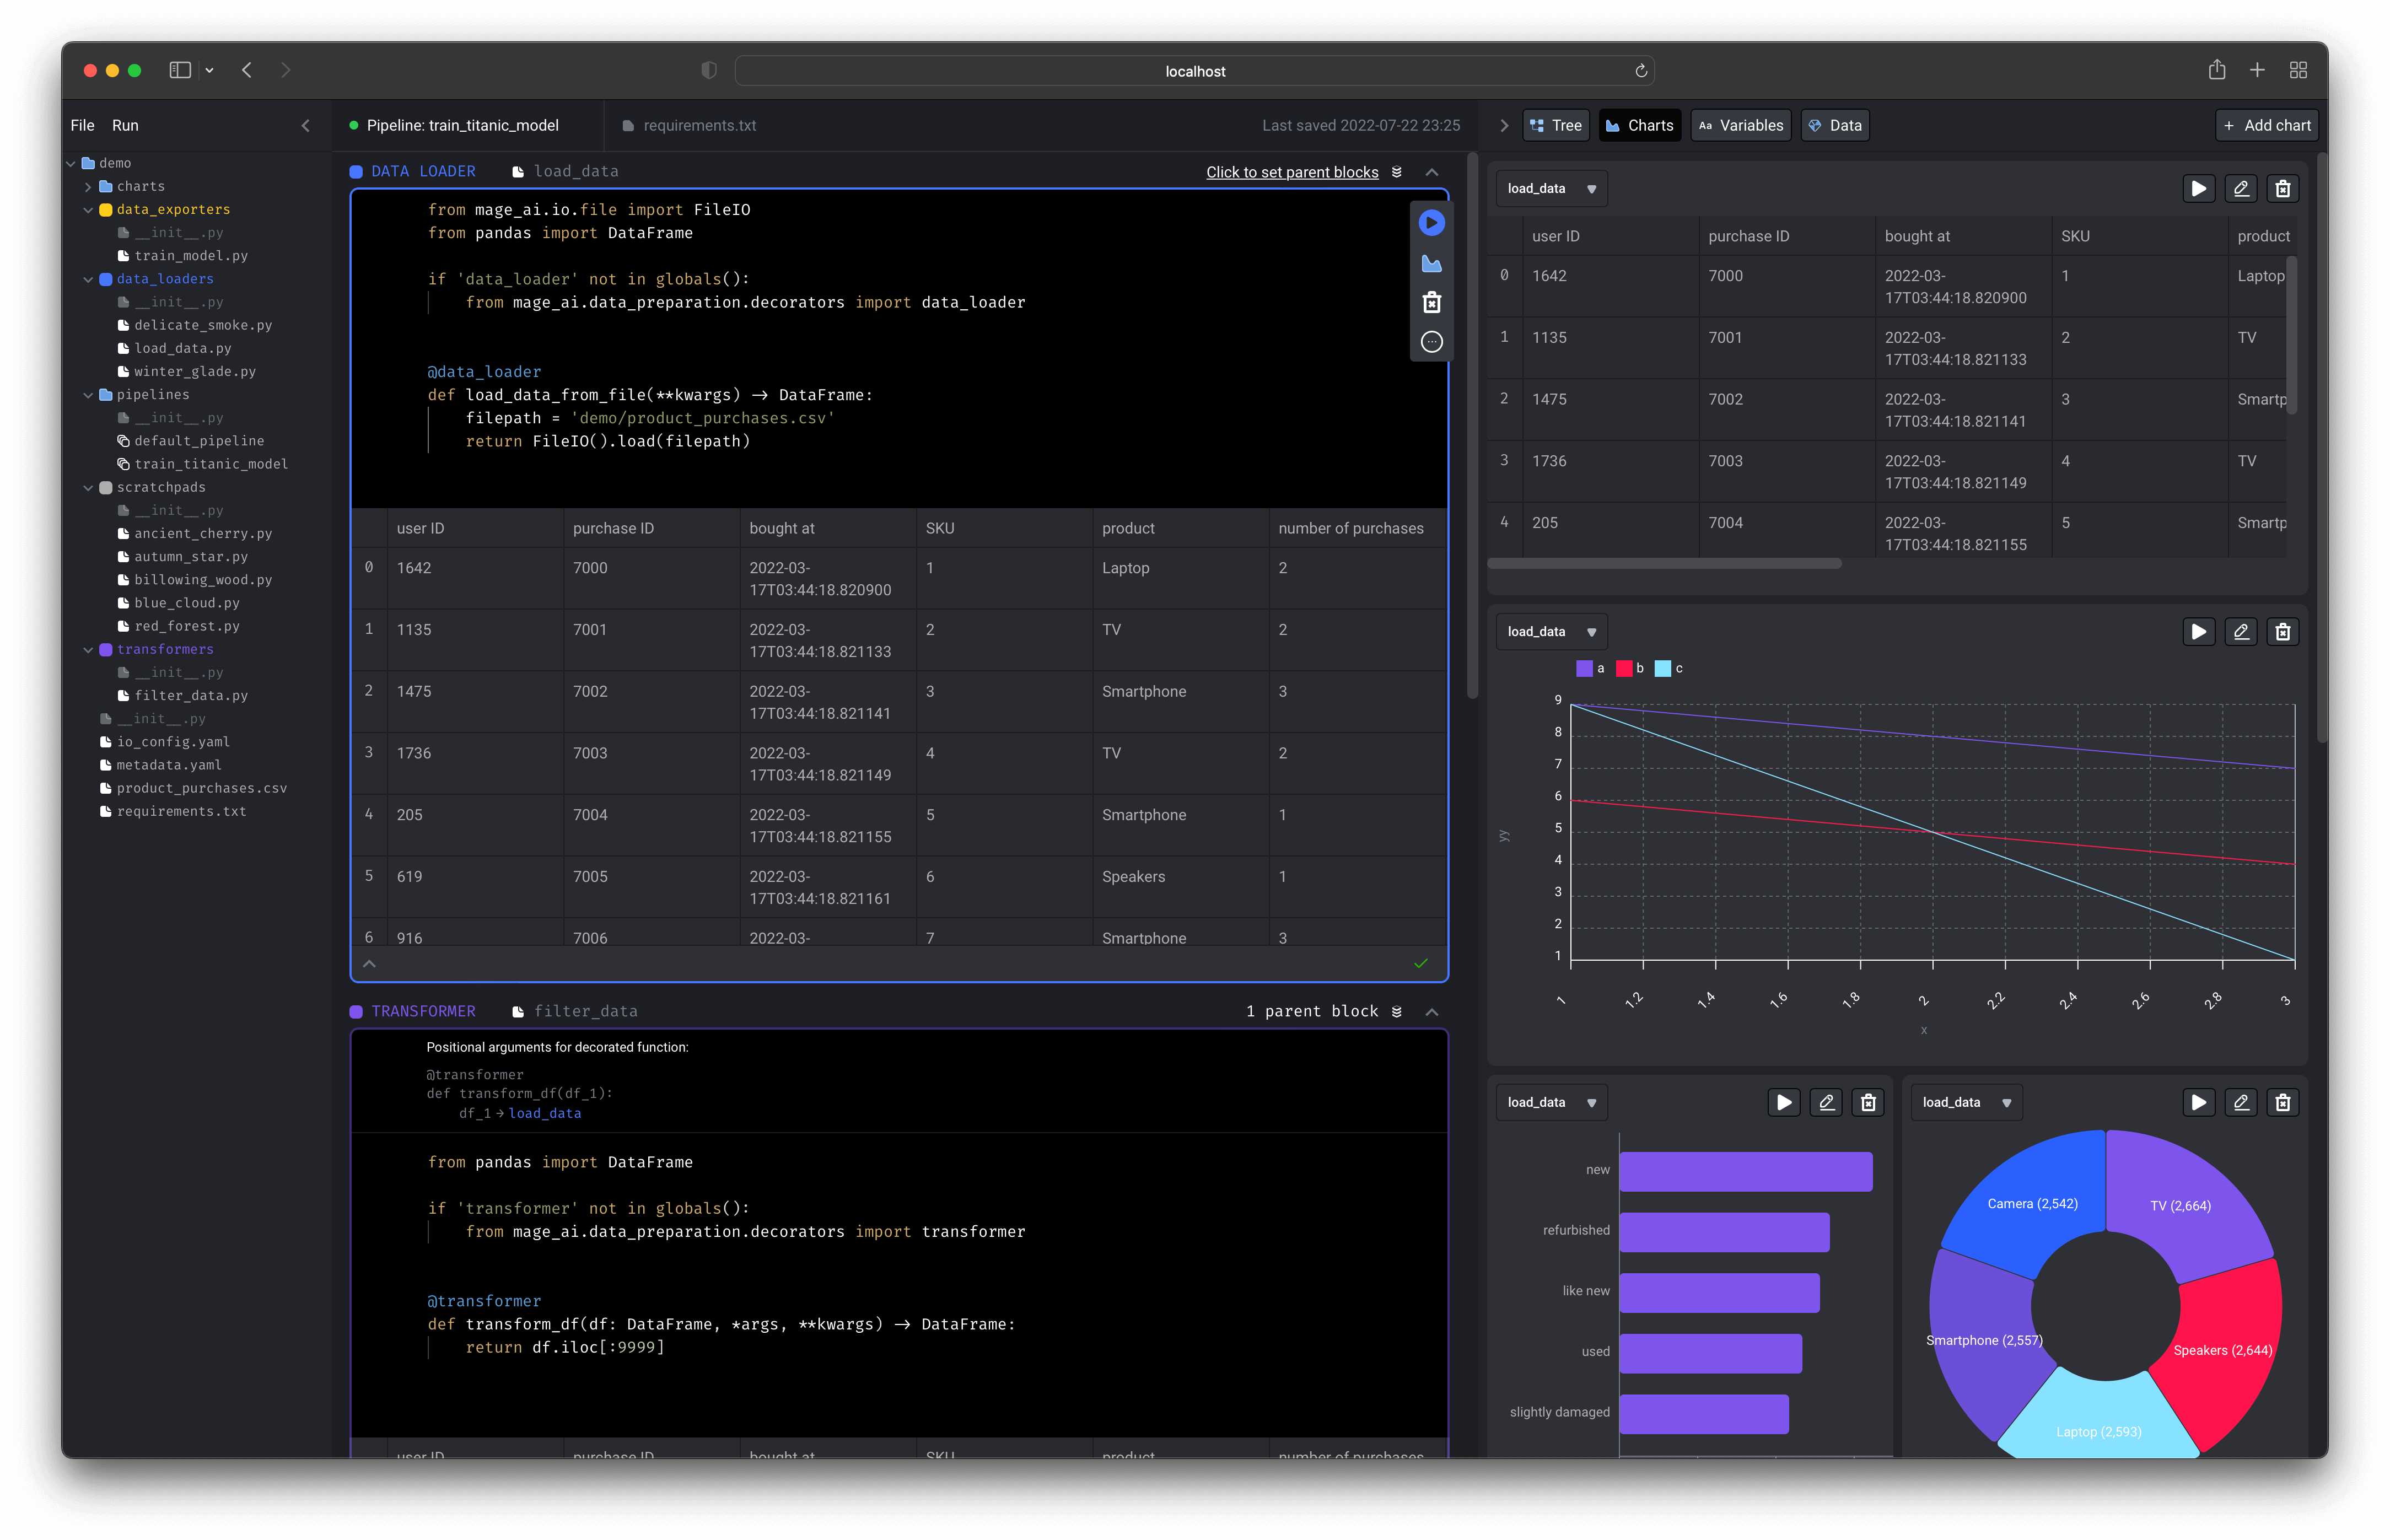 localhost
File Run
Pipeline: train_titanic_model
requirements.txt
Last saved 2022-07-22 23:25
Tree
Charts
Aa Variables
Data
+ Add chart
demo
charts
data_exporters
__init__.py
train_model.py
data_loaders
__init__.py
delicate_smoke.py
load_data.py
winter_glade.py
pipelines
__init__.py
default_pipeline
train_titanic_model
scratchpads
__init__.py
ancient_cherry.py
autumn_star.py
billowing_wood.py
blue_cloud.py
red_forest.py
transformers
__init__.py
filter_data.py
__init__.py
io_config.yaml
metadata.yaml
product_purchases.csv
requirements.txt
DATA LOADER load_data Click to set parent blocks
from mage_ai.io.file import FileIO
from pandas import DataFrame
if 'data_loader' not in globals():
from mage_ai.data_preparation.decorators import data_loader
@data_loader
def load_data_from_file(**kwargs) → DataFrame:
filepath = 'demo/product_purchases.csv'
return FileIO().load(filepath)
user ID purchase ID bought at SKU product number of purchases
0 1642 7000 2022-03- 1 Laptop 2
17T03:44:18.820900
1 1135 7001 2022-03- 2 TV 2
17T03:44:18.821133
2 1475 7002 2022-03- 3 Smartphone 3
17T03:44:18.821141
3 1736 7003 2022-03- 4 TV 2
17T03:44:18.821149
4 205 7004 2022-03- 5 Smartphone 1
17T03:44:18.821155
5 619 7005 2022-03- 6 Speakers 1
17T03:44:18.821161
6 916 7006 2022-03- 7 Smartphone 3
TRANSFORMER filter_data 1 parent block
Positional arguments for decorated function:
@transformer
def transform_df(df_1):
df_1 → load_data
from pandas import DataFrame
if 'transformer' not in globals():
from mage_ai.data_preparation.decorators import transformer
@transformer
def transform_df(df: DataFrame, *args, **kwargs) → DataFrame:
return df.iloc[:9999]
user ID purchase ID bought at SKU product number of purchases
load_data
user ID purchase ID bought at SKU product
0 1642 7000 2022-03- 1 Laptop
17T03:44:18.820900
1 1135 7001 2022-03- 2 TV
17T03:44:18.821133
2 1475 7002 2022-03- 3 Smartp
17T03:44:18.821141
3 1736 7003 2022-03- 4 TV
17T03:44:18.821149
4 205 7004 2022-03- 5 Smartp
17T03:44:18.821155
load_data
a b c
9
8
7
6
5
4
3
2
1
yy
1 1.2 1.4 1.6 1.8 2 2.2 2.4 2.6 2.8 3
x
load_data
new
refurbished
like new
used
slightly damaged
load_data
Camera (2,542)
TV (2,664)
Smartphone (2,557)
Speakers (2,644)
Laptop (2,593)